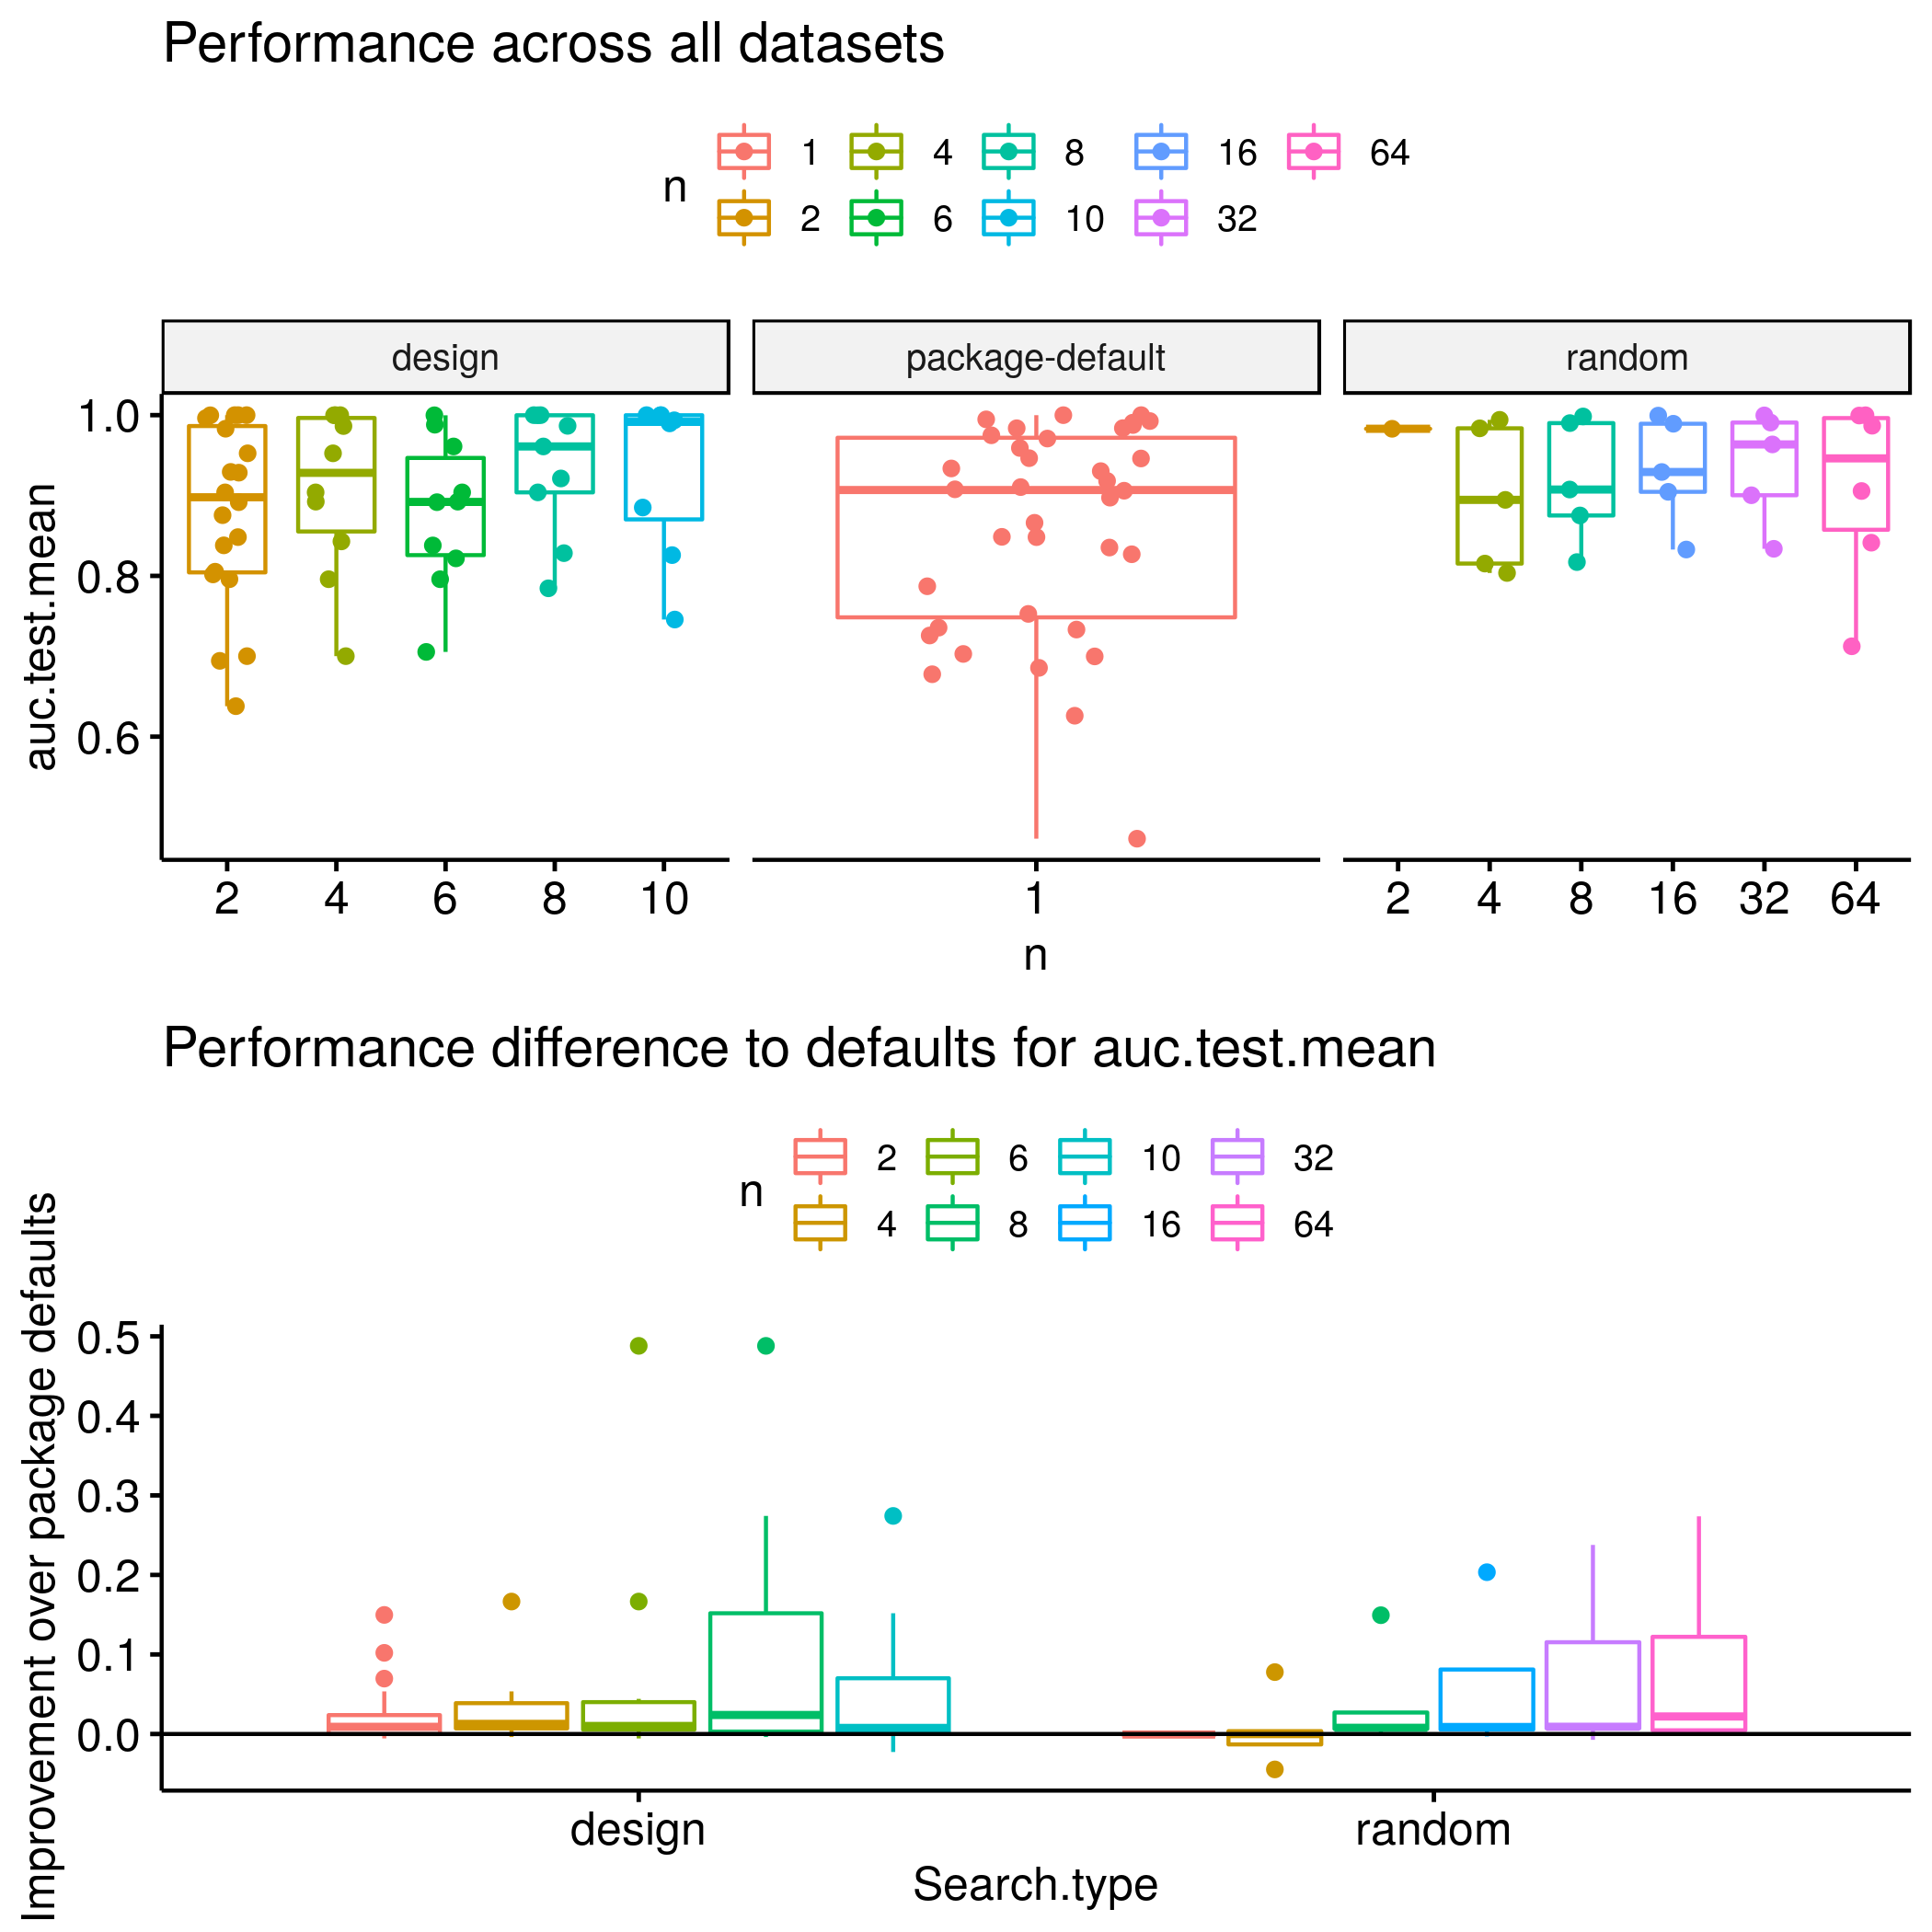 Performance across all datasets
n
1 4 8 16 64
2 6 10 32
design package-default random
auc.test.mean
1.0
0.8
0.6
2 4 6 8 10 1 2 4 8 16 32 64
n
Performance difference to defaults for auc.test.mean
n
2 6 10 32
4 8 16 64
Improvement over package defaults
0.5
0.4
0.3
0.2
0.1
0.0
design random
Search.type